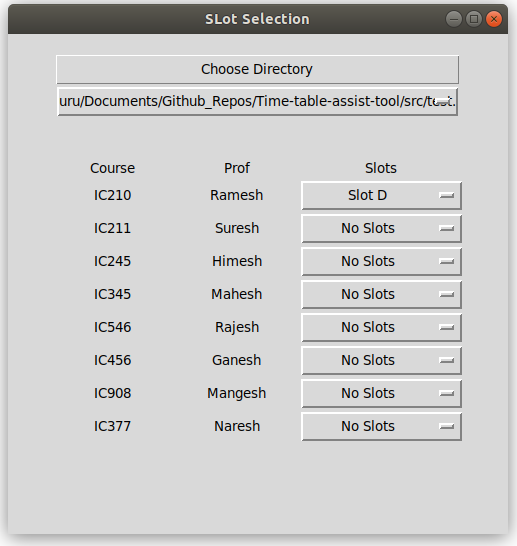 SLot Selection
Choose Directory
uru/Documents/Github_Repos/Time-table-assist-tool/src/test.
Course Prof Slots
IC210 Ramesh Slot D
IC211 Suresh No Slots
IC245 Himesh No Slots
IC345 Mahesh No Slots
IC546 Rajesh No Slots
IC456 Ganesh No Slots
IC908 Mangesh No Slots
IC377 Naresh No Slots